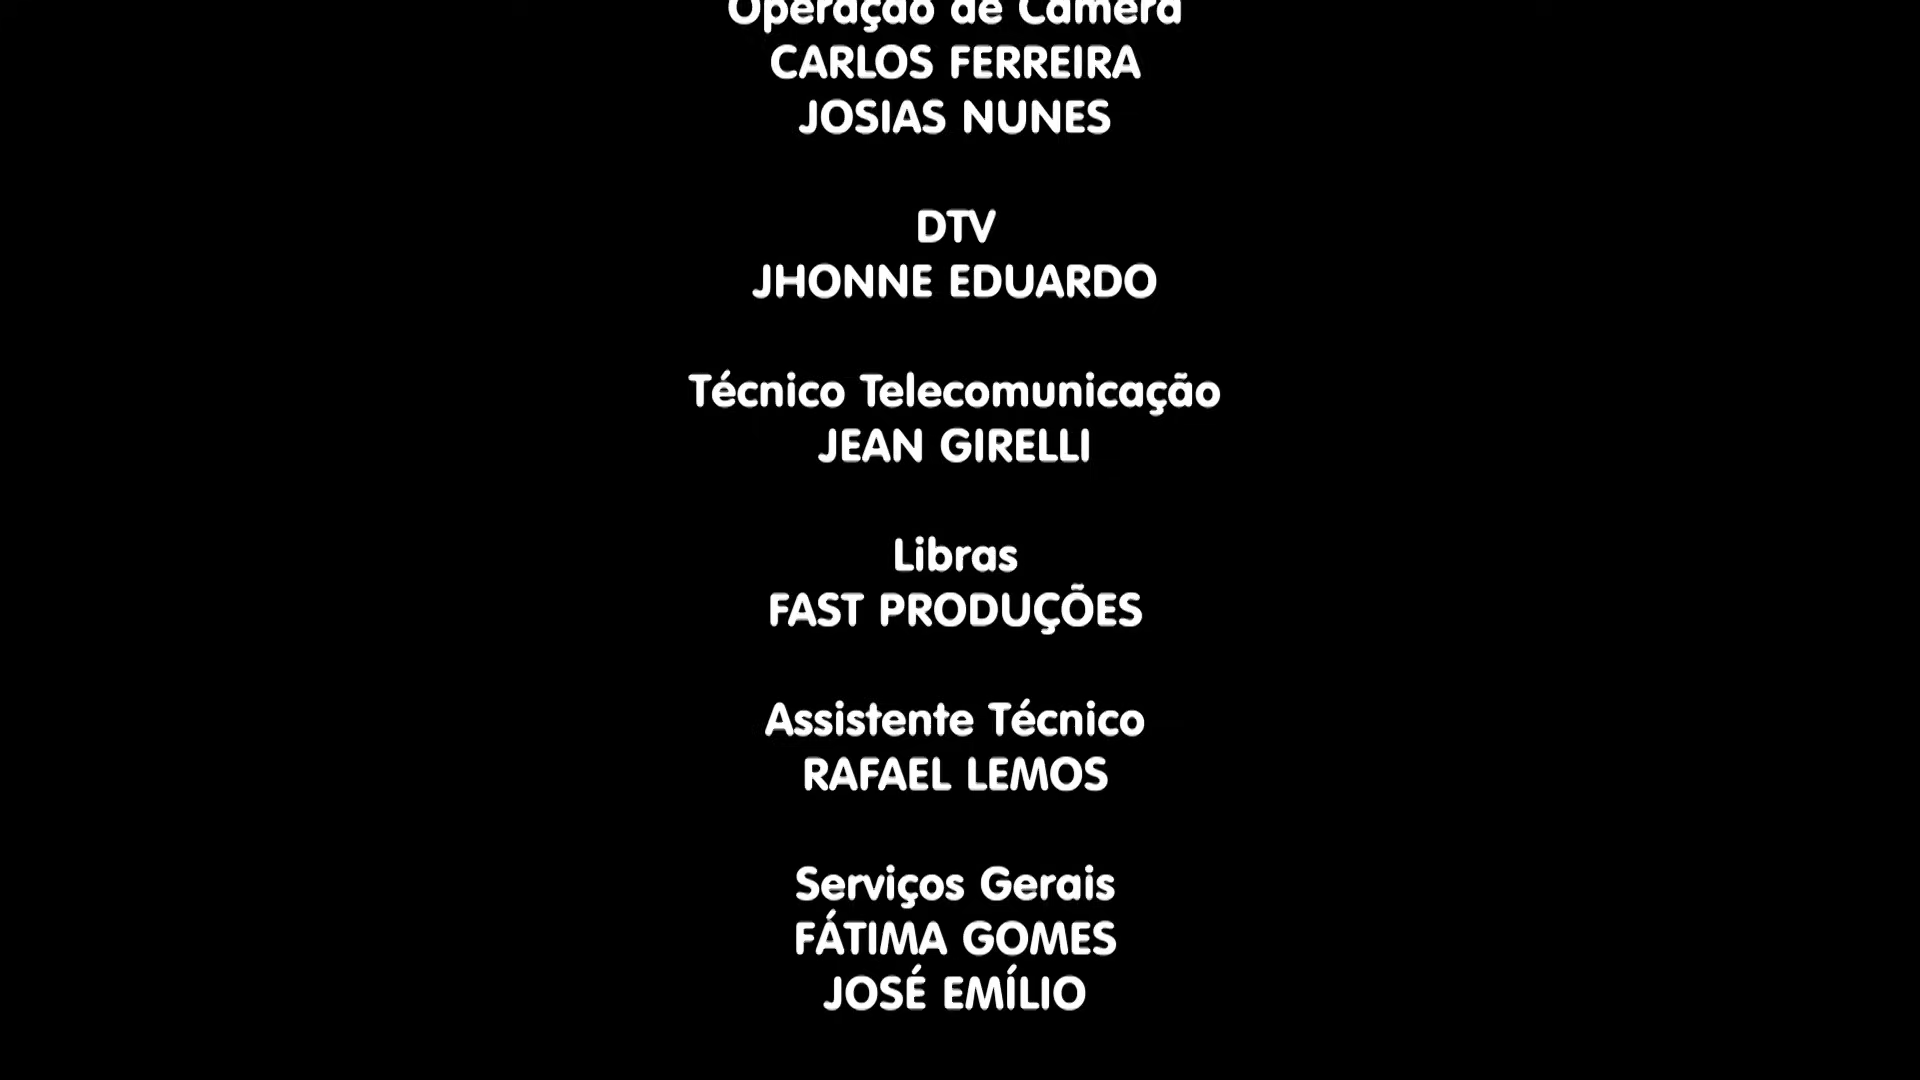 Operação de Câmera
CARLOS FERREIRA
JOSIAS NUNES
DTV
JHONNE EDUARDO
Técnico Telecomunicação
JEAN GIRELLI
Libras
FAST PRODUÇÕES
Assistente Técnico
RAFAEL LEMOS
Serviços Gerais
FÁTIMA GOMES
JOSÉ EMÍLIO